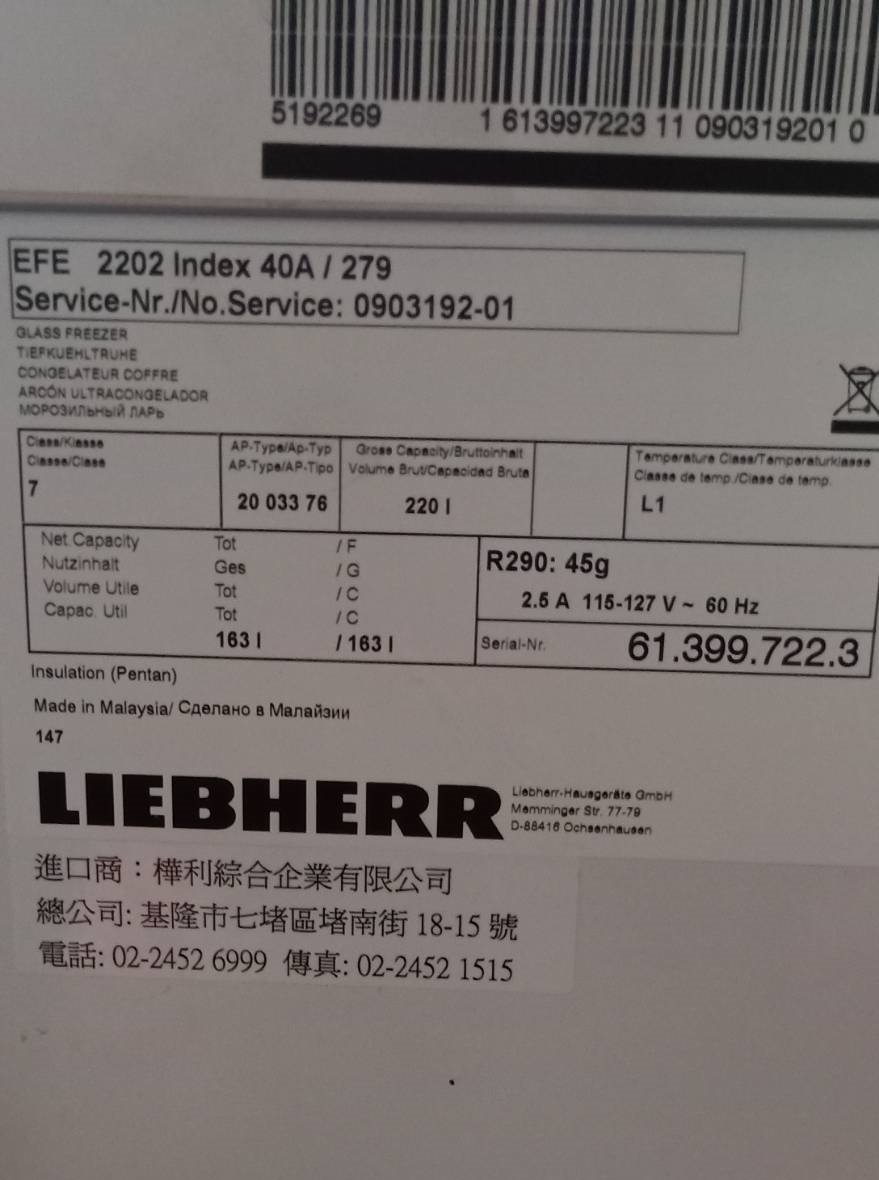 5192269 1 613997223 11 090319201 0
EFE 2202 Index 40A / 279
Service-Nr./No.Service: 0903192-01
GLASS FREEZER
TIEFKUEHLTRUHE
CONGELATEUR COFFRE
ARCÓN ULTRACONGELADOR
МОРОЗИЛЬНЫЙ ЛАРЬ
Class/Klasse AP-Type/Ap-Typ Gross Capacity/Bruttoinhalt Temperature Class/Temperaturklasse
Classe/Clase AP-Type/AP-Tipo Volume Brut/Capacidad Bruta Classe de temp./Clase de temp.
7 20 033 76 220 l L1
Net Capacity Tot / F
Nutzinhalt Ges / G
Volume Utile Tot / C
Capac. Util Tot / C
163 l / 163 l
R290: 45g
2.5 A 115-127 V ~ 60 Hz
Serial-Nr. 61.399.722.3
Insulation (Pentan)
Made in Malaysia/ Сделано в Малайзии
147
LIEBHERR
Liebherr-Hausgeräte GmbH
Memminger Str. 77-79
D-88416 Ochsenhausen
進口商：樺利綜合企業有限公司
總公司: 基隆市七堵區堵南街 18-15 號
電話: 02-2452 6999 傳真: 02-2452 1515